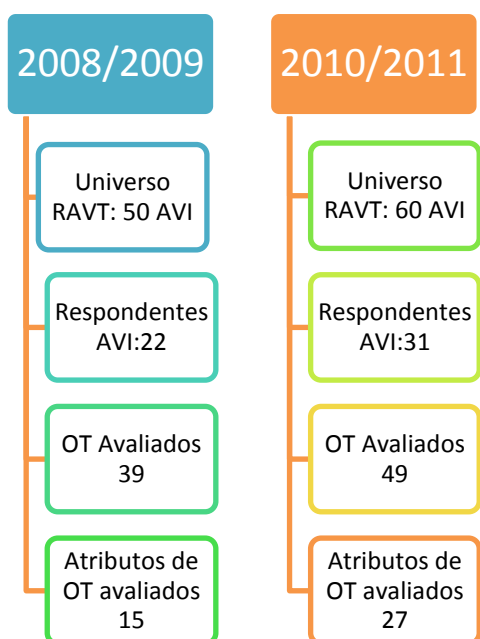 2008/2009
Universo
RAVT: 50 AVI
Respondentes
AVI:22
OT Avaliados
39
Atributos de
OT avaliados
15
2010/2011
Universo
RAVT: 60 AVI
Respondentes
AVI:31
OT Avaliados
49
Atributos de
OT avaliados
27